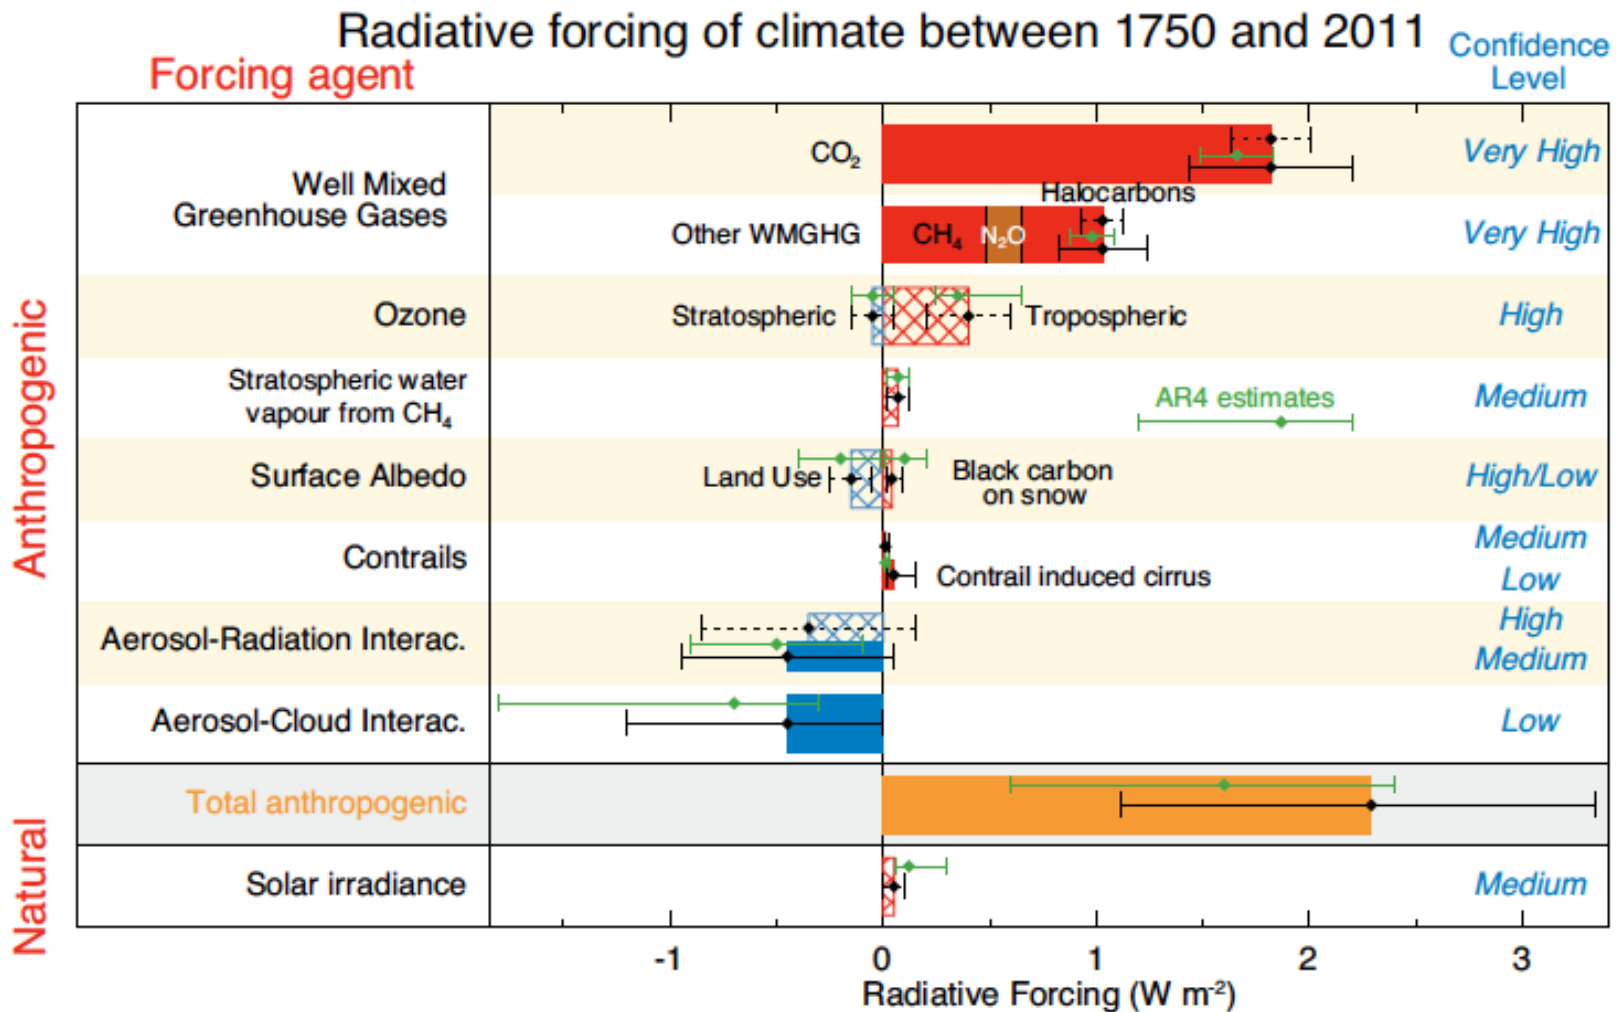 Radiative forcing of climate between 1750 and 2011
Forcing agent
Confidence
Level
Anthropogenic
Natural
Well Mixed
Greenhouse Gases
CO₂
Very High
Halocarbons
Other WMGHG
CH₄
N₂O
Very High
Ozone
Stratospheric
Tropospheric
High
Stratospheric water
vapour from CH₄
AR4 estimates
Medium
Surface Albedo
Land Use
Black carbon
on snow
High/Low
Contrails
Medium
Contrail induced cirrus
Low
Aerosol-Radiation Interac.
High
Medium
Aerosol-Cloud Interac.
Low
Total anthropogenic
Solar irradiance
Medium
-1 0 1 2 3
Radiative Forcing (W m⁻²)